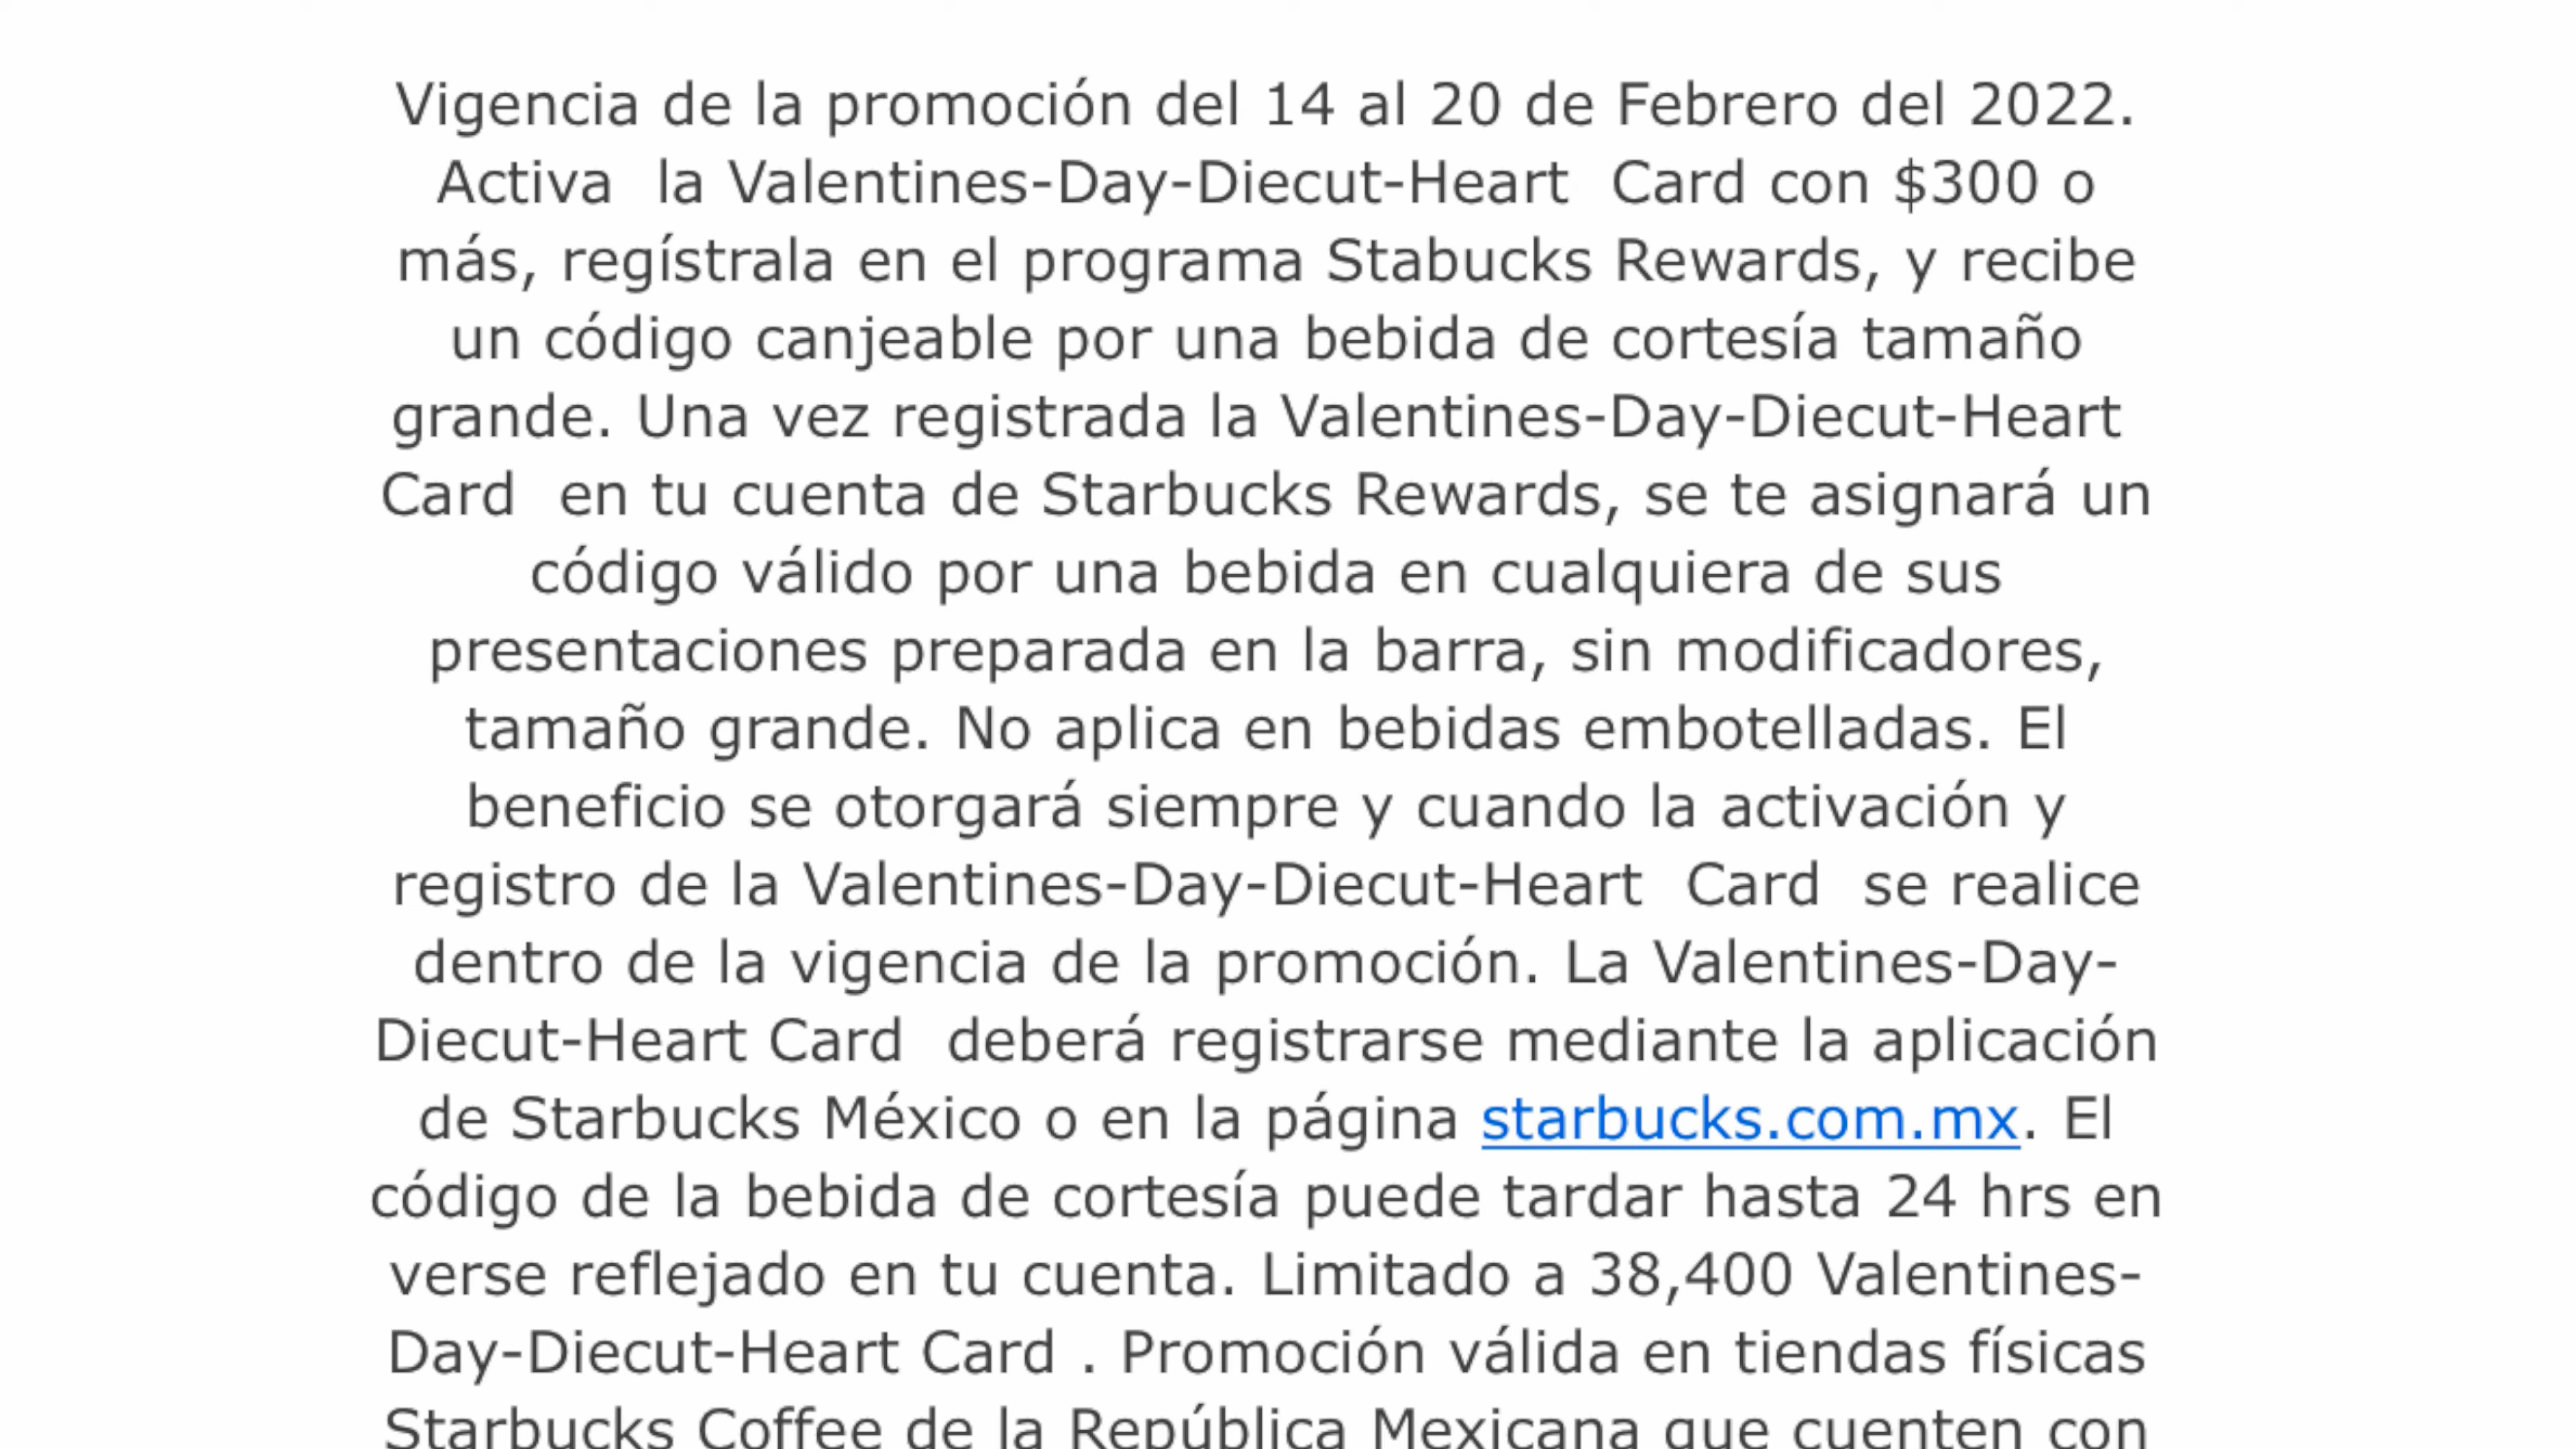 Vigencia de la promoción del 14 al 20 de Febrero del 2022.
Activa  la Valentines-Day-Diecut-Heart  Card con $300 o
más, regístrala en el programa Stabucks Rewards, y recibe
un código canjeable por una bebida de cortesía tamaño
grande. Una vez registrada la Valentines-Day-Diecut-Heart
Card  en tu cuenta de Starbucks Rewards, se te asignará un
código válido por una bebida en cualquiera de sus
presentaciones preparada en la barra, sin modificadores,
tamaño grande. No aplica en bebidas embotelladas. El
beneficio se otorgará siempre y cuando la activación y
registro de la Valentines-Day-Diecut-Heart  Card  se realice
dentro de la vigencia de la promoción. La Valentines-Day-
Diecut-Heart Card  deberá registrarse mediante la aplicación
de Starbucks México o en la página starbucks.com.mx. El
código de la bebida de cortesía puede tardar hasta 24 hrs en
verse reflejado en tu cuenta. Limitado a 38,400 Valentines-
Day-Diecut-Heart Card . Promoción válida en tiendas físicas
Starbucks Coffee de la República Mexicana que cuenten con